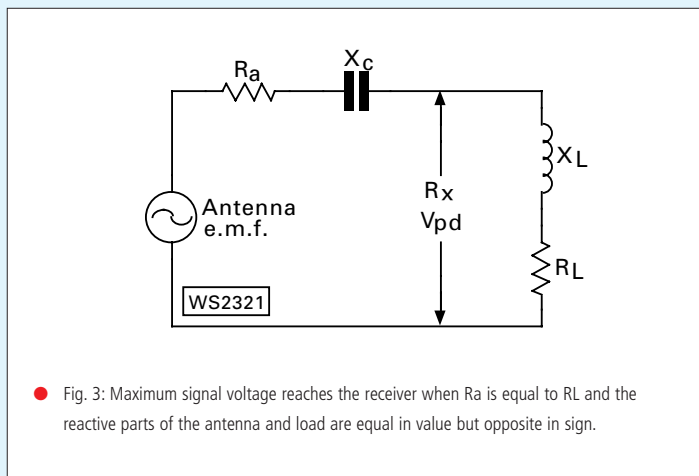 Ra
Xc
XL
Rx
Vpd
Antenna
e.m.f.
RL
WS2321
Fig. 3: Maximum signal voltage reaches the receiver when Ra is equal to RL and the
reactive parts of the antenna and load are equal in value but opposite in sign.